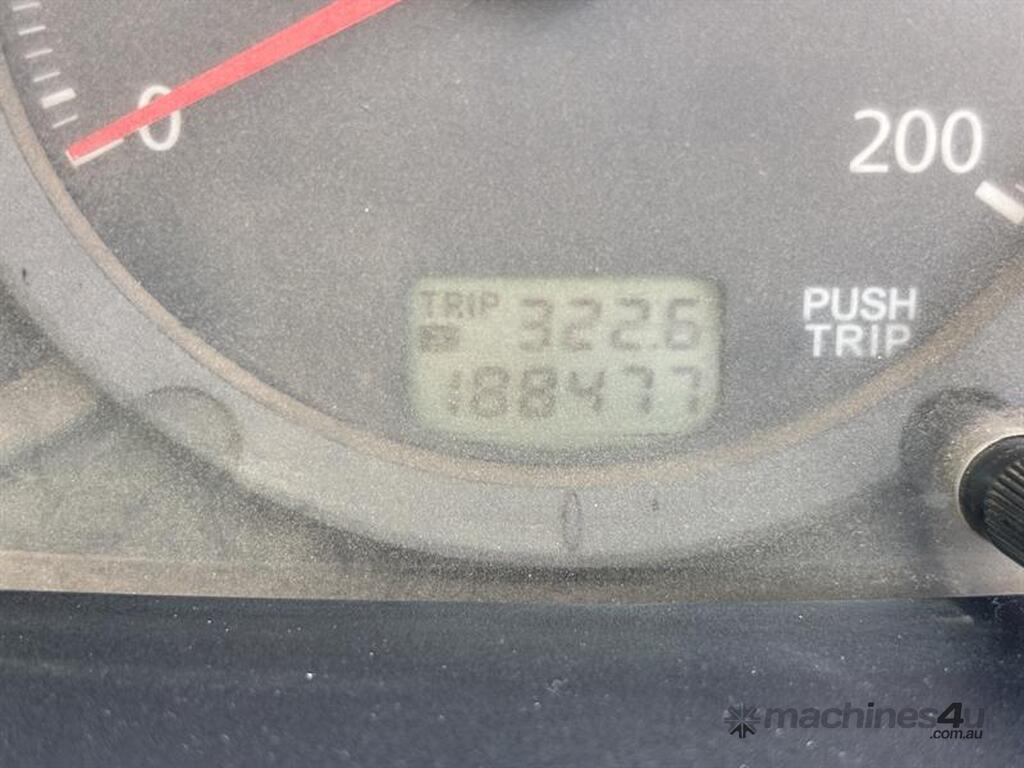 0
200
TRIP 322.6
188477
PUSH
TRIP
machines4u
.com.au